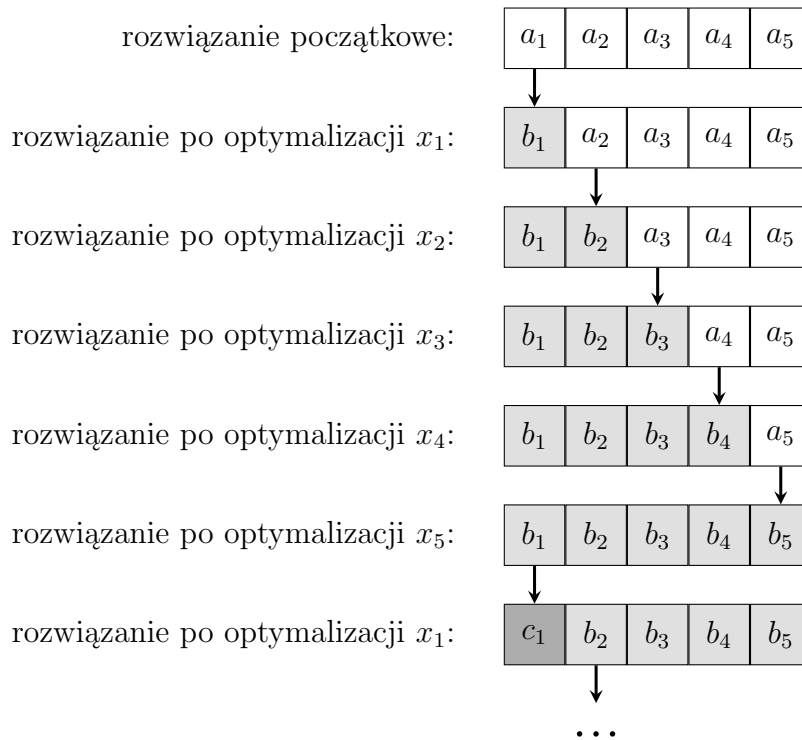 rozwiązanie początkowe: a₁ a₂ a₃ a₄ a₅
rozwiązanie po optymalizacji x₁: b₁ a₂ a₃ a₄ a₅
rozwiązanie po optymalizacji x₂: b₁ b₂ a₃ a₄ a₅
rozwiązanie po optymalizacji x₃: b₁ b₂ b₃ a₄ a₅
rozwiązanie po optymalizacji x₄: b₁ b₂ b₃ b₄ a₅
rozwiązanie po optymalizacji x₅: b₁ b₂ b₃ b₄ b₅
rozwiązanie po optymalizacji x₁: c₁ b₂ b₃ b₄ b₅
...